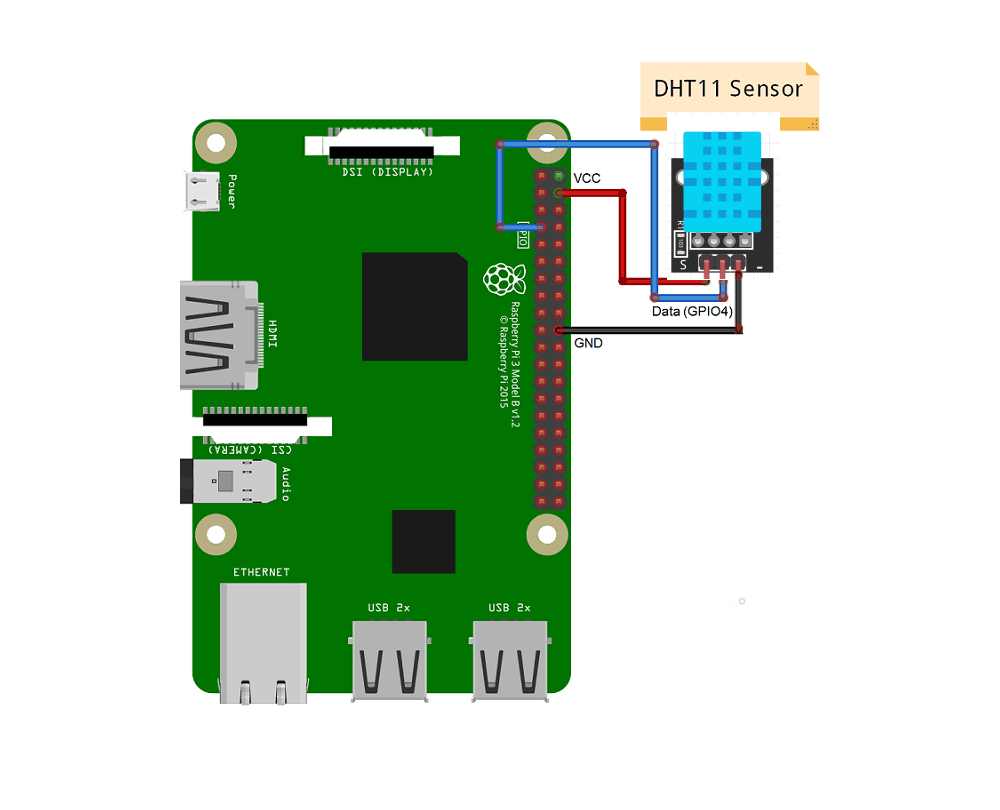 DHT11 Sensor
DSI (DISPLAY)
Power
VCC
GPIO
S
-
HDMI
Data (GPIO4)
Raspberry Pi 3 Model B v1.2
© Raspberry Pi 2015
GND
CSI (CAMERA)
Audio
ETHERNET
USB 2x
USB 2x